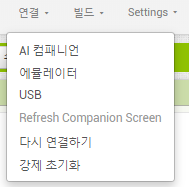 연결 빌드 Settings
AI 컴패니언
에뮬레이터
USB
Refresh Companion Screen
다시 연결하기
강제 초기화